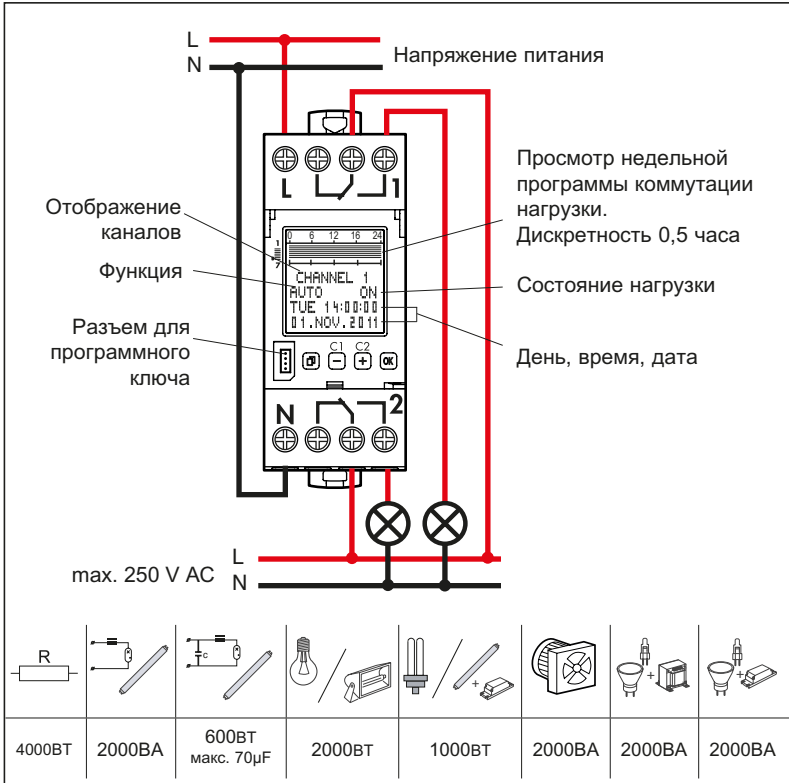 L
N
Напряжение питания
L
1
Просмотр недельной
программы коммутации
нагрузки.
Дискретность 0,5 часа
Отображение
каналов
0 6 12 16 24
1
7
CHANNEL 1
Функция
AUTO ON
Состояние нагрузки
TUE 14:00:00
01.NOV.2011
День, время, дата
Разъем для
программного
ключа
C1 C2
− + OK
N
2
L
max. 250 V AC
N
R
C
+
+
+
4000ВТ
2000ВА
600ВТ
макс. 70µF
2000ВТ
1000ВТ
2000ВА
2000ВА
2000ВА